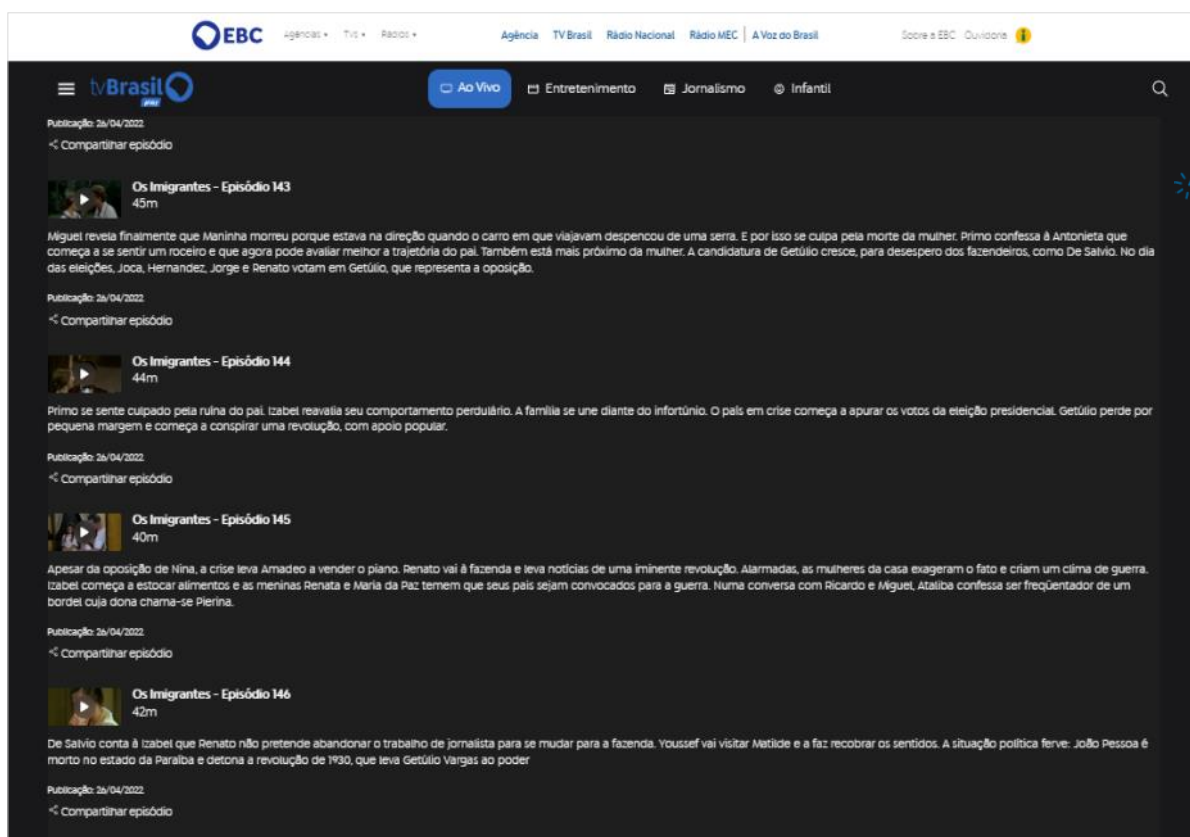 EBC
Agências Tvs Rádios
Agência TV Brasil Rádio Nacional Rádio MEC A Voz do Brasil
Sobre a EBC Ouvidoria i
tvBrasil
Ao Vivo Entretenimento Jornalismo Infantil
Publicação: 26/04/2022
Compartilhar episódio
Os Imigrantes - Episódio 143
45m
Miguel revela finalmente que Maninha morreu porque estava na direção quando o carro em que viajavam despencou de uma serra. E por isso se culpa pela morte da mulher. Primo confessa à Antonieta que
começa a se sentir um roceiro e que agora pode avaliar melhor a trajetória do pai. Também está mais próximo da mulher. A candidatura de Getúlio cresce, para desespero dos fazendeiros, como De Salvio. No dia
das eleições, Joca, Hernandez, Jorge e Renato votam em Getúlio, que representa a oposição.
Publicação: 26/04/2022
Compartilhar episódio
Os Imigrantes - Episódio 144
44m
Primo se sente culpado pela ruína do pai. Izabel reavalia seu comportamento perdulário. A família se une diante do infortúnio. O país em crise começa a apurar os votos da eleição presidencial. Getúlio perde por
pequena margem e começa a conspirar uma revolução, com apoio popular.
Publicação: 26/04/2022
Compartilhar episódio
Os Imigrantes - Episódio 145
40m
Apesar da oposição de Nina, a crise leva Amadeo a vender o piano. Renato vai à fazenda e leva notícias de uma iminente revolução. Alarmadas, as mulheres da casa exageram o fato e criam um clima de guerra.
Izabel começa a estocar alimentos e as meninas Renata e Maria da Paz temem que seus pais sejam convocados para a guerra. Numa conversa com Ricardo e Miguel, Ataliba confessa ser freqüentador de um
bordel cuja dona chama-se Pierina.
Publicação: 26/04/2022
Compartilhar episódio
Os Imigrantes - Episódio 146
42m
De Salvio conta à Izabel que Renato não pretende abandonar o trabalho de jornalista para se mudar para a fazenda. Youssef vai visitar Matilde e a faz recobrar os sentidos. A situação política ferve: João Pessoa é
morto no estado da Paraíba e detona a revolução de 1930, que leva Getúlio Vargas ao poder
Publicação: 26/04/2022
Compartilhar episódio